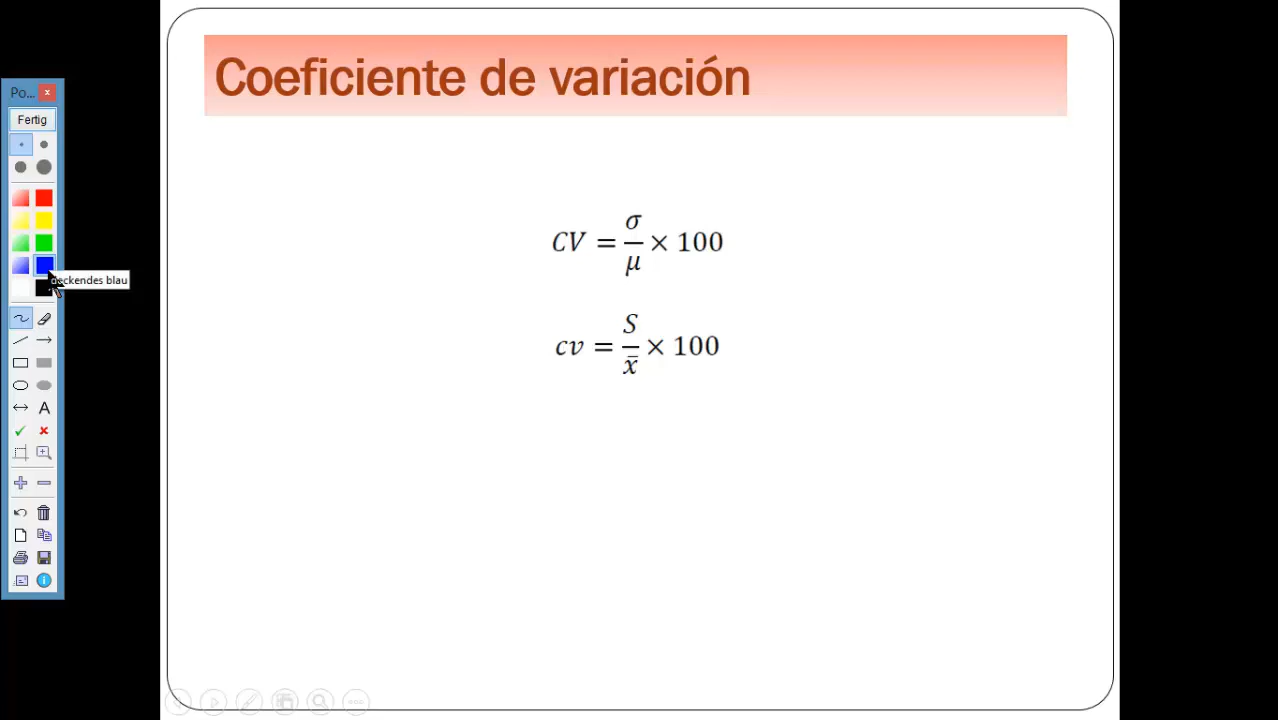 Coeficiente de variación
Po...
Fertig
CV = σ/μ × 100
deckendes blau
cv = S/x̄ × 100
A